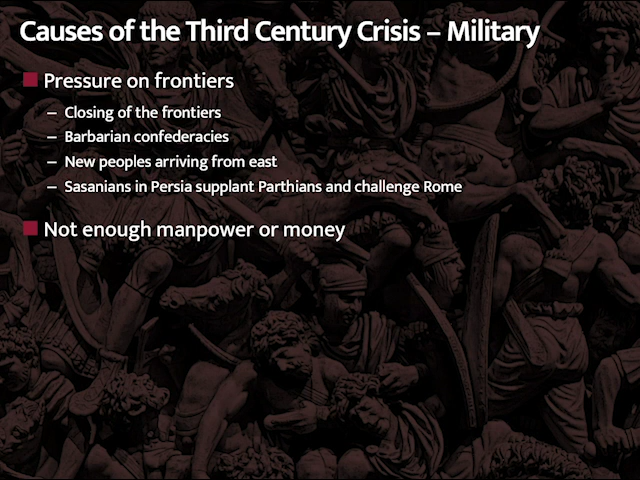 Causes of the Third Century Crisis – Military
Pressure on frontiers
– Closing of the frontiers
– Barbarian confederacies
– New peoples arriving from east
– Sasanians in Persia supplant Parthians and challenge Rome
Not enough manpower or money